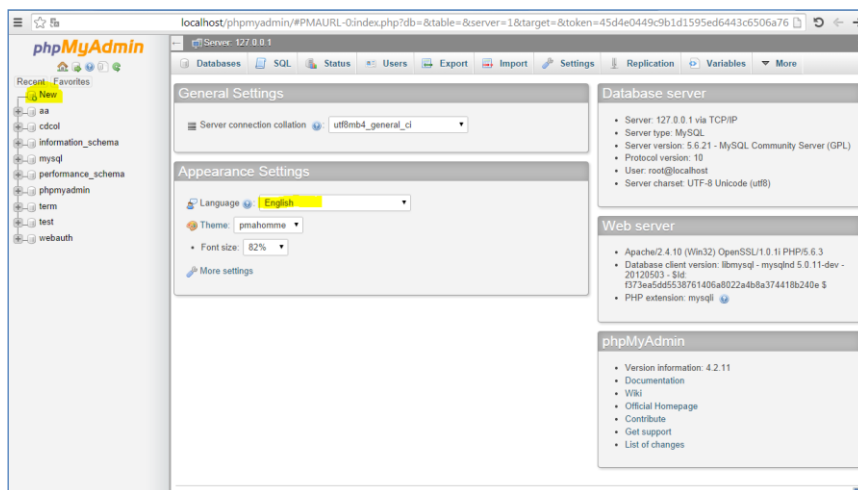 localhost/phpmyadmin/#PMAURL-0:index.php?db=&table=&server=1&target=&token=45d4e0449c9b1d1595ed6443c6506a76
phpMyAdmin
Recent Favorites
New
aa
cdcol
information_schema
mysql
performance_schema
phpmyadmin
term
test
webauth
Server: 127.0.0.1
Databases SQL Status Users Export Import Settings Replication Variables More
General Settings
Server connection collation : utf8mb4_general_ci
Appearance Settings
Language : English
Theme: pmahomme
• Font size: 82%
More settings
Database server
• Server: 127.0.0.1 via TCP/IP
• Server type: MySQL
• Server version: 5.6.21 - MySQL Community Server (GPL)
• Protocol version: 10
• User: root@localhost
• Server charset: UTF-8 Unicode (utf8)
Web server
• Apache/2.4.10 (Win32) OpenSSL/1.0.1i PHP/5.6.3
• Database client version: libmysql - mysqlnd 5.0.11-dev -
20120503 - $Id:
f373ea5dd5538761406a8022a4b8a374418b240e $
• PHP extension: mysqli
phpMyAdmin
• Version information: 4.2.11
• Documentation
• Wiki
• Official Homepage
• Contribute
• Get support
• List of changes